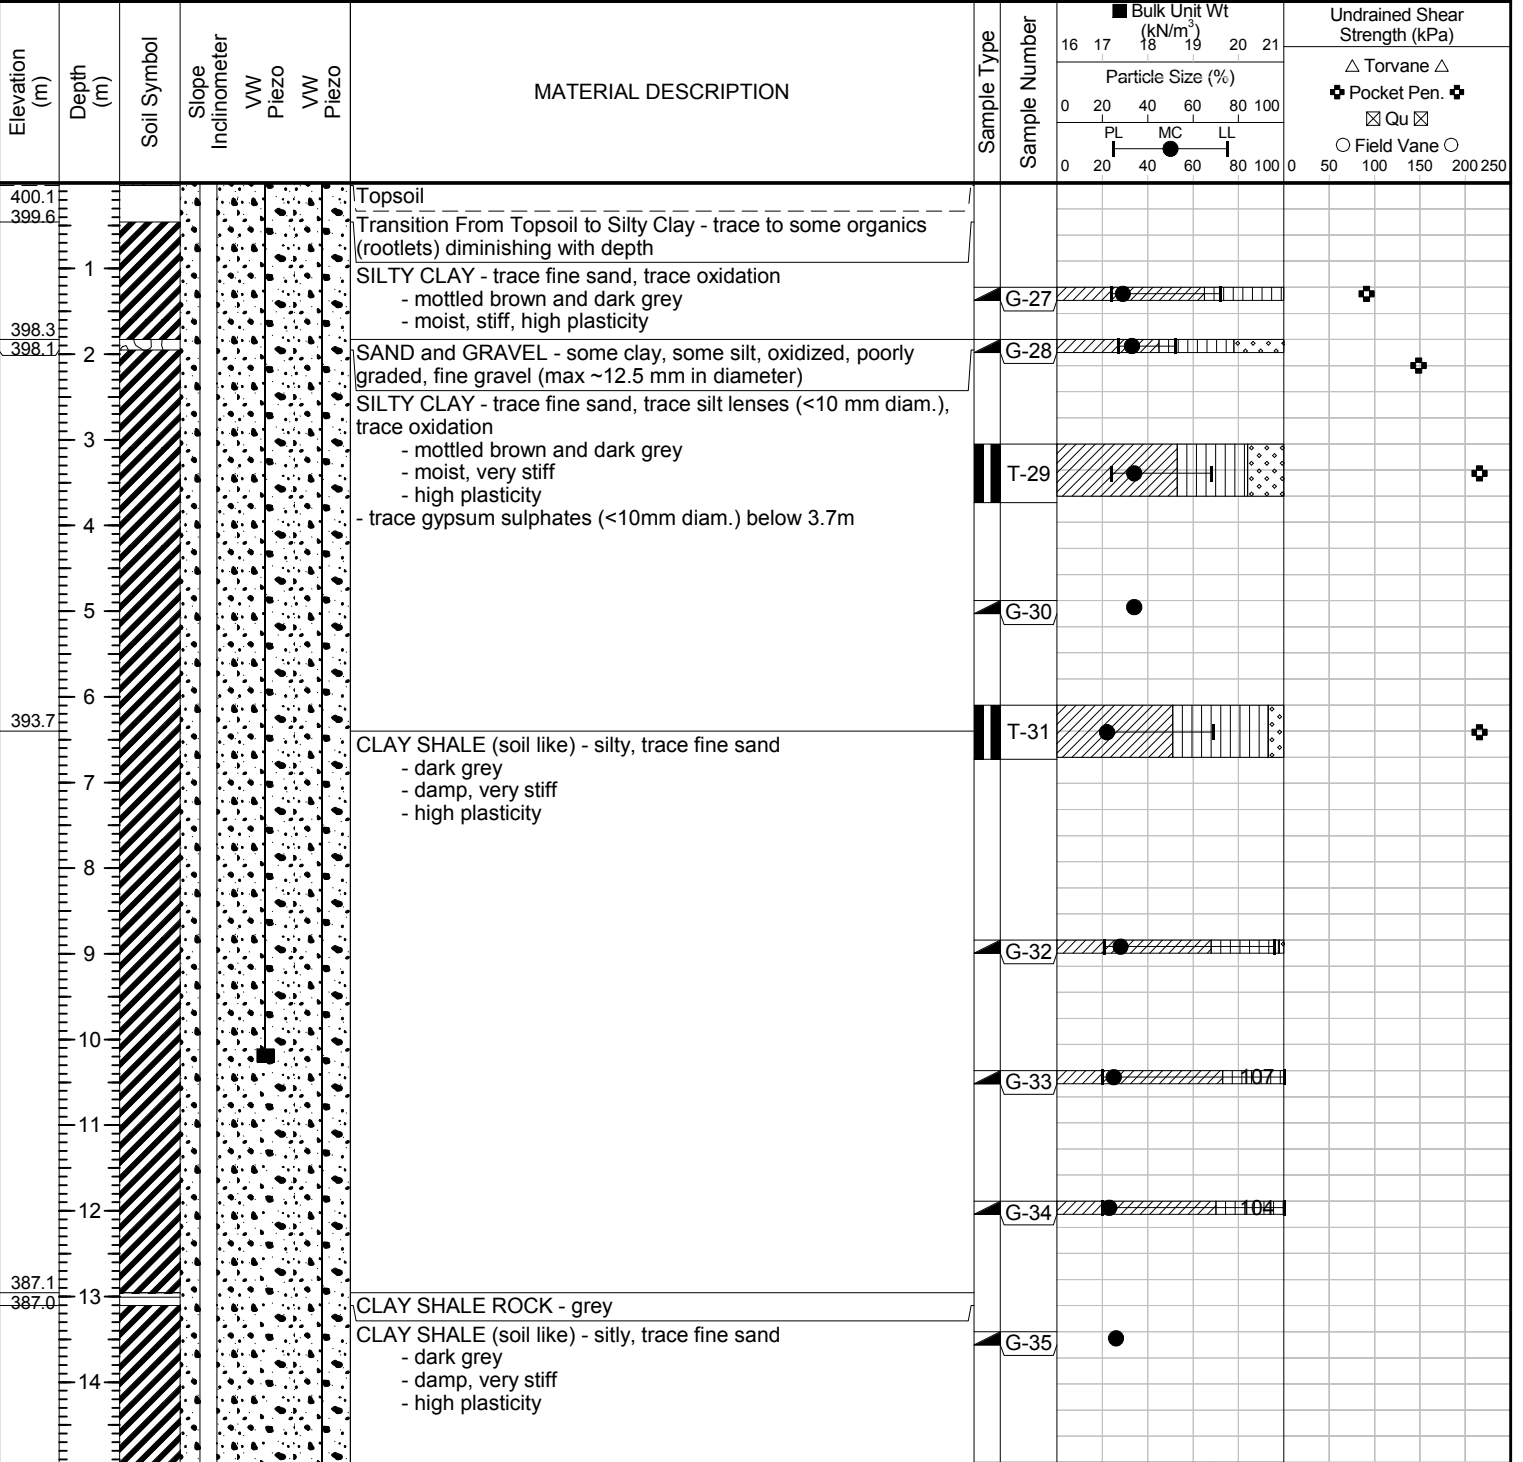 Elevation
(m)
Depth
(m)
Soil Symbol
Slope
Inclinometer
VW
Piezo
VW
Piezo
MATERIAL DESCRIPTION
Sample Type
Sample Number
■ Bulk Unit Wt
(kN/m³)
16 17 18 19 20 21
Particle Size (%)
0 20 40 60 80 100
PL MC LL
0 20 40 60 80 100
Undrained Shear
Strength (kPa)
△ Torvane △
Pocket Pen.
☒ Qu ☒
○ Field Vane ○
0 50 100 150 200 250
400.1
Topsoil
399.6
Transition From Topsoil to Silty Clay - trace to some organics
(rootlets) diminishing with depth
1
SILTY CLAY - trace fine sand, trace oxidation
- mottled brown and dark grey
G-27
- moist, stiff, high plasticity
398.3
398.1
2
SAND and GRAVEL - some clay, some silt, oxidized, poorly
G-28
graded, fine gravel (max ~12.5 mm in diameter)
SILTY CLAY - trace fine sand, trace silt lenses (<10 mm diam.),
trace oxidation
3
- mottled brown and dark grey
- moist, very stiff
T-29
- high plasticity
- trace gypsum sulphates (<10mm diam.) below 3.7m
4
5
G-30
6
393.7
T-31
CLAY SHALE (soil like) - silty, trace fine sand
- dark grey
7
- damp, very stiff
- high plasticity
8
9
G-32
10
G-33
107
11
12
G-34
104
387.1
13
387.0
CLAY SHALE ROCK - grey
CLAY SHALE (soil like) - sitly, trace fine sand
G-35
- dark grey
14
- damp, very stiff
- high plasticity